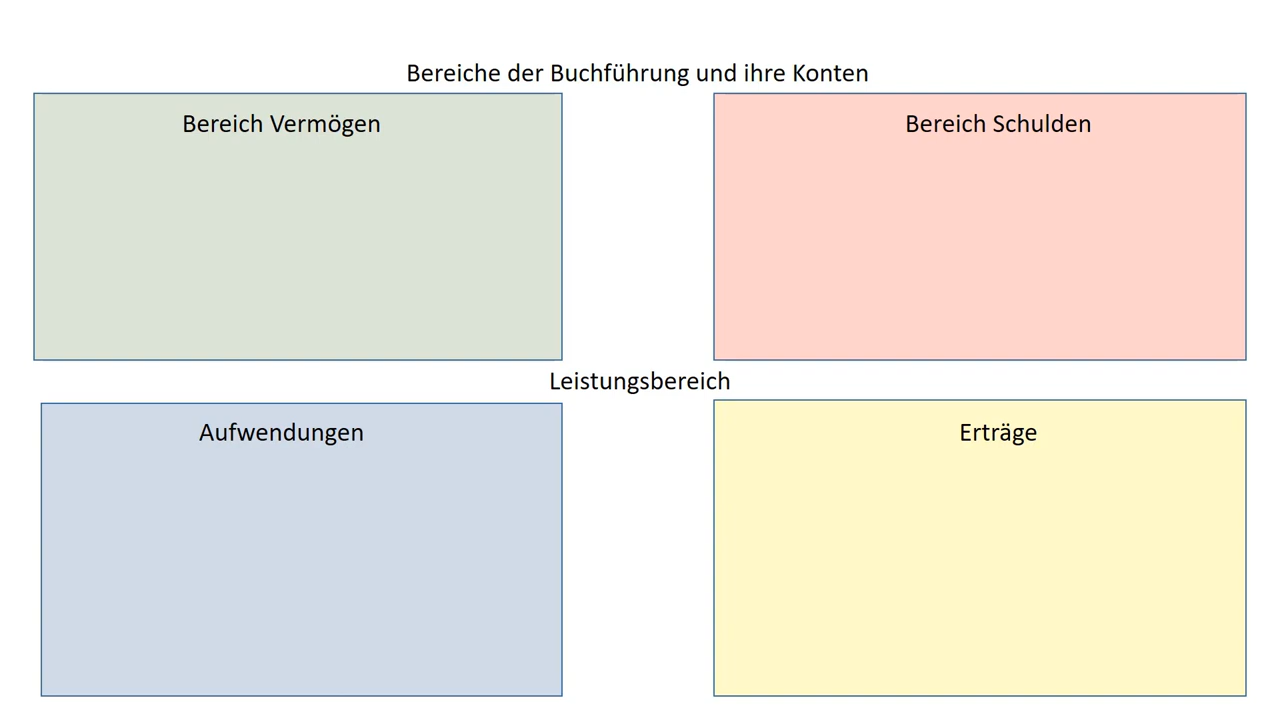 Bereiche der Buchführung und ihre Konten
Bereich Vermögen
Bereich Schulden
Leistungsbereich
Aufwendungen
Erträge